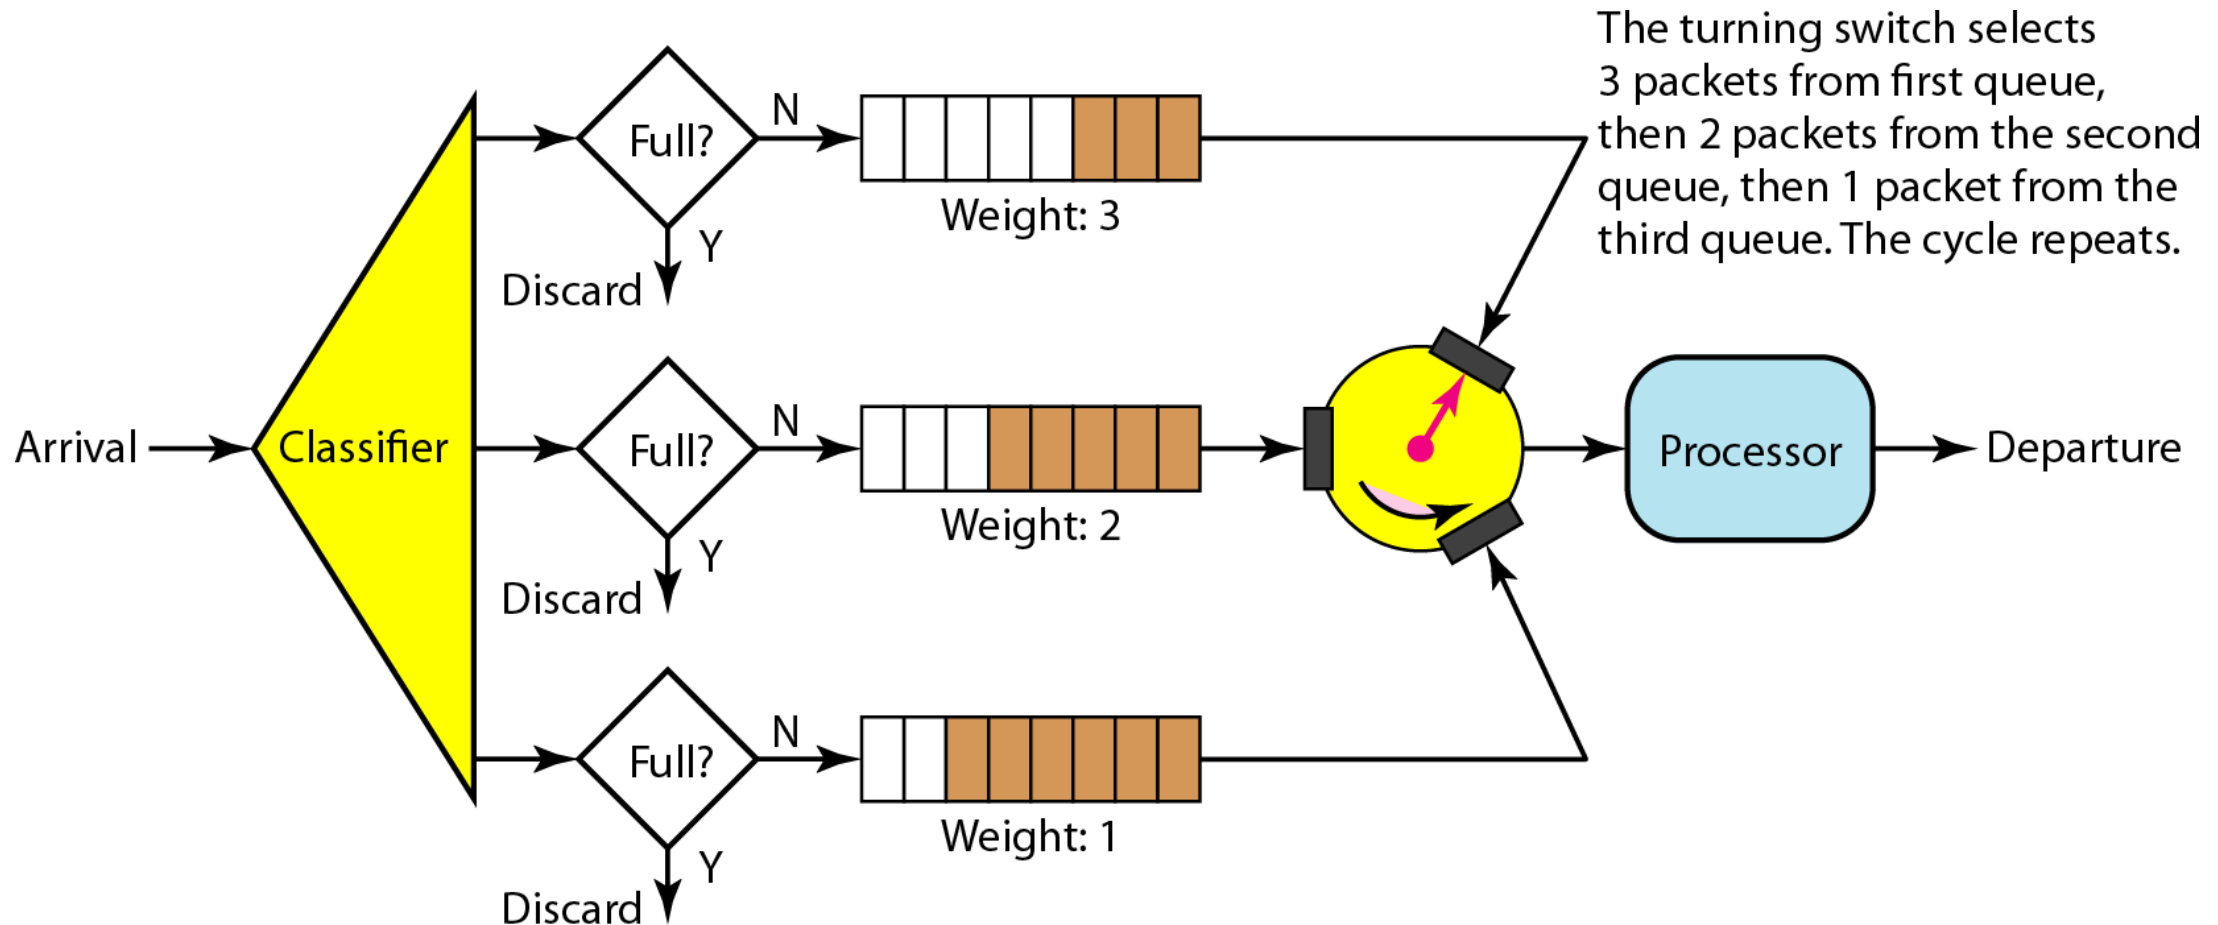 The turning switch selects
3 packets from first queue,
then 2 packets from the second
queue, then 1 packet from the
third queue. The cycle repeats.
N
Full?
Weight: 3
Y
Discard
N
Arrival
Classifier
Full?
Processor
Departure
Weight: 2
Y
Discard
N
Full?
Weight: 1
Y
Discard